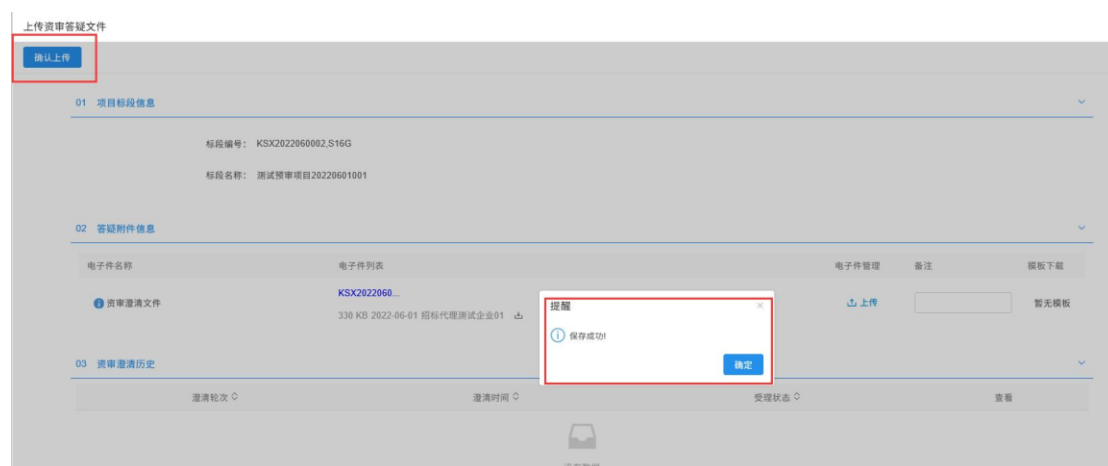 上传资审答疑文件
确认上传
01 项目标段信息
标段编号： KSX2022060002,S16G
标段名称： 测试预审项目20220601001
02 答疑附件信息
电子件名称 电子件列表 电子件管理 备注 模板下载
资审澄清文件 KSX2022060... 上传 暂无模板
330 KB 2022-06-01 招标代理测试企业01
提醒
保存成功!
确定
03 资审澄清历史
澄清轮次 澄清时间 受理状态 查看